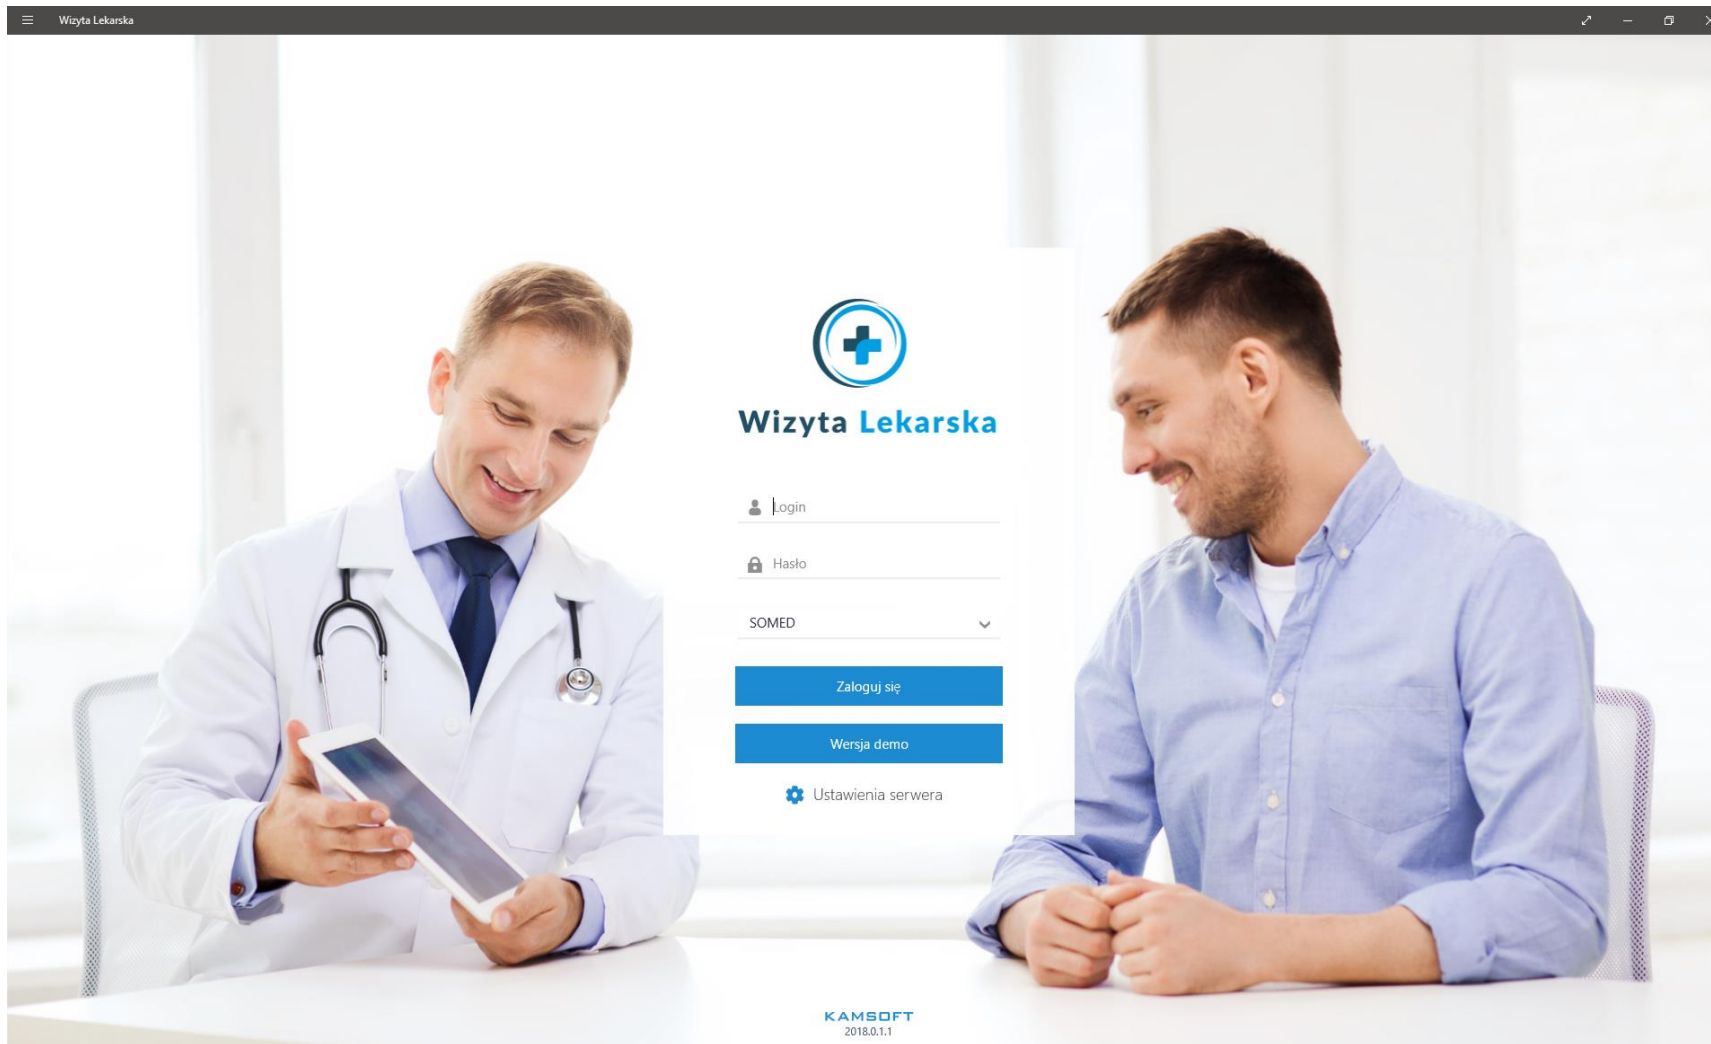 Wizyta Lekarska
Wizyta Lekarska
Login
Hasło
SOMED
Zaloguj się
Wersja demo
Ustawienia serwera
KAMSOFT
2018.0.1.1